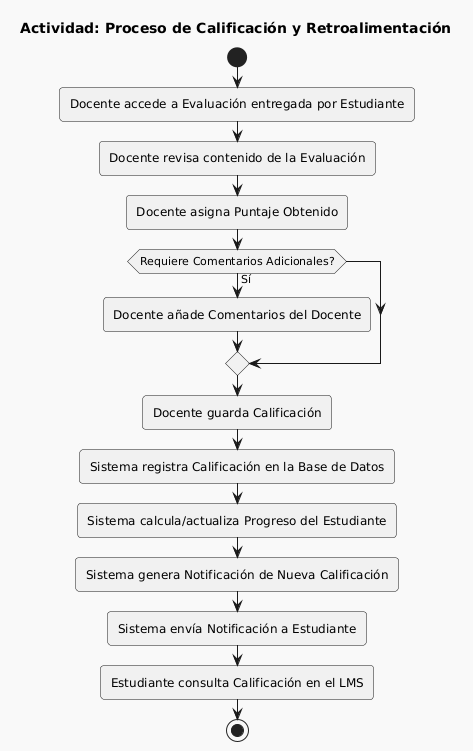 Actividad: Proceso de Calificación y Retroalimentación
Docente accede a Evaluación entregada por Estudiante
Docente revisa contenido de la Evaluación
Docente asigna Puntaje Obtenido
Requiere Comentarios Adicionales?
Sí
Docente añade Comentarios del Docente
Docente guarda Calificación
Sistema registra Calificación en la Base de Datos
Sistema calcula/actualiza Progreso del Estudiante
Sistema genera Notificación de Nueva Calificación
Sistema envía Notificación a Estudiante
Estudiante consulta Calificación en el LMS